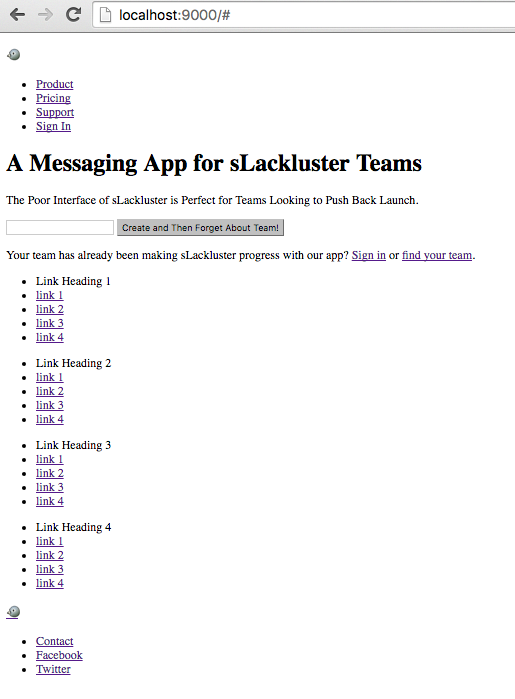 localhost:9000/#
Product
Pricing
Support
Sign In
A Messaging App for sLackluster Teams
The Poor Interface of sLackluster is Perfect for Teams Looking to Push Back Launch.
Create and Then Forget About Team!
Your team has already been making sLackluster progress with our app? Sign in or find your team.
Link Heading 1
link 1
link 2
link 3
link 4
Link Heading 2
link 1
link 2
link 3
link 4
Link Heading 3
link 1
link 2
link 3
link 4
Link Heading 4
link 1
link 2
link 3
link 4
Contact
Facebook
Twitter